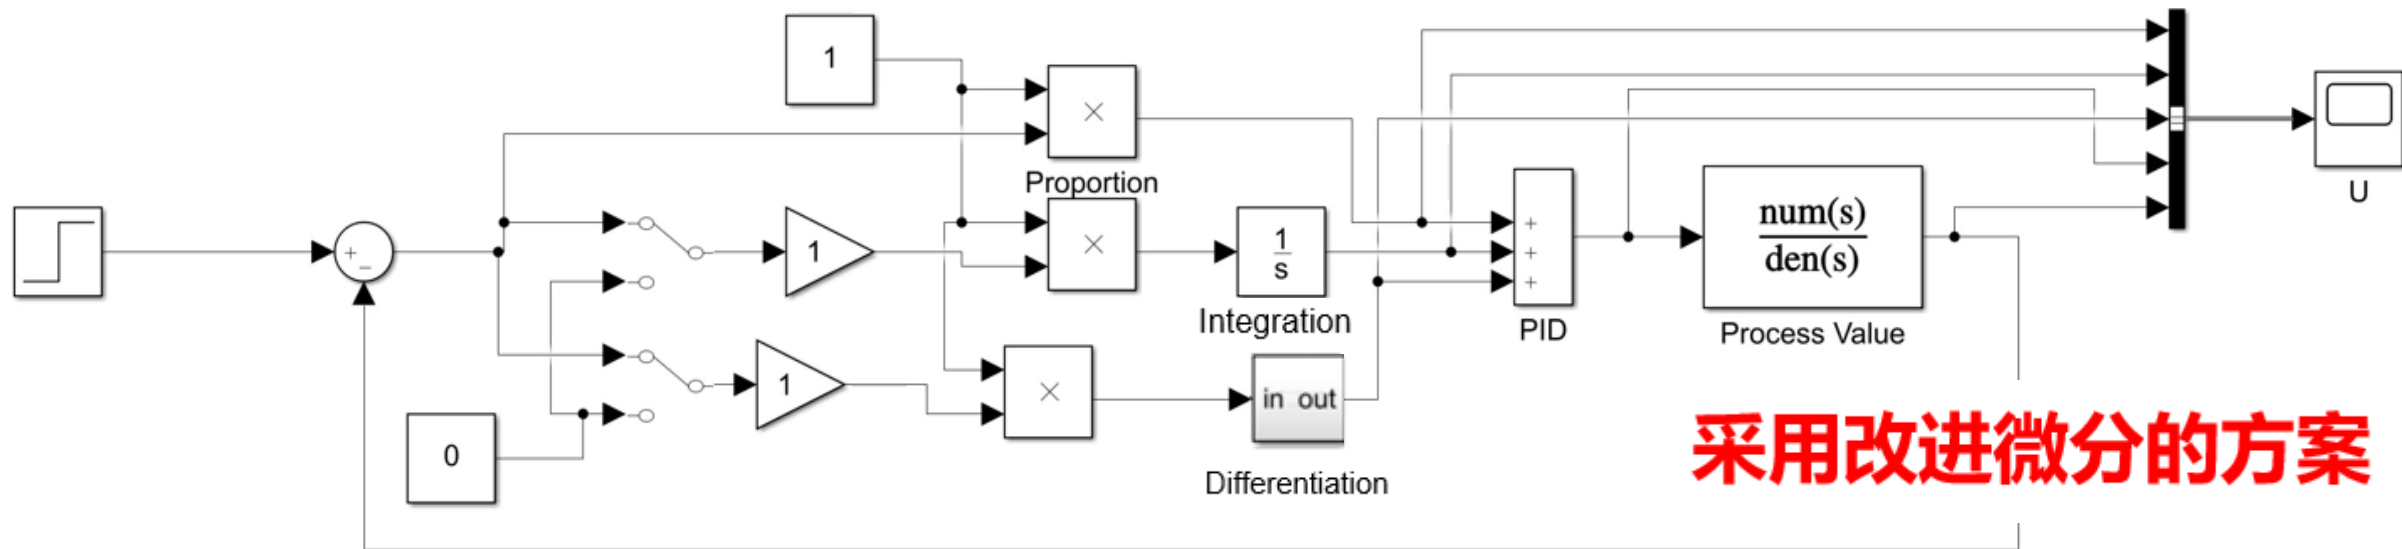 1
×
Proportion
×
1
1
s
Integration
+
−
+
+
+
PID
num(s)
den(s)
Process Value
U
0
1
×
in out
Differentiation
采用改进微分的方案